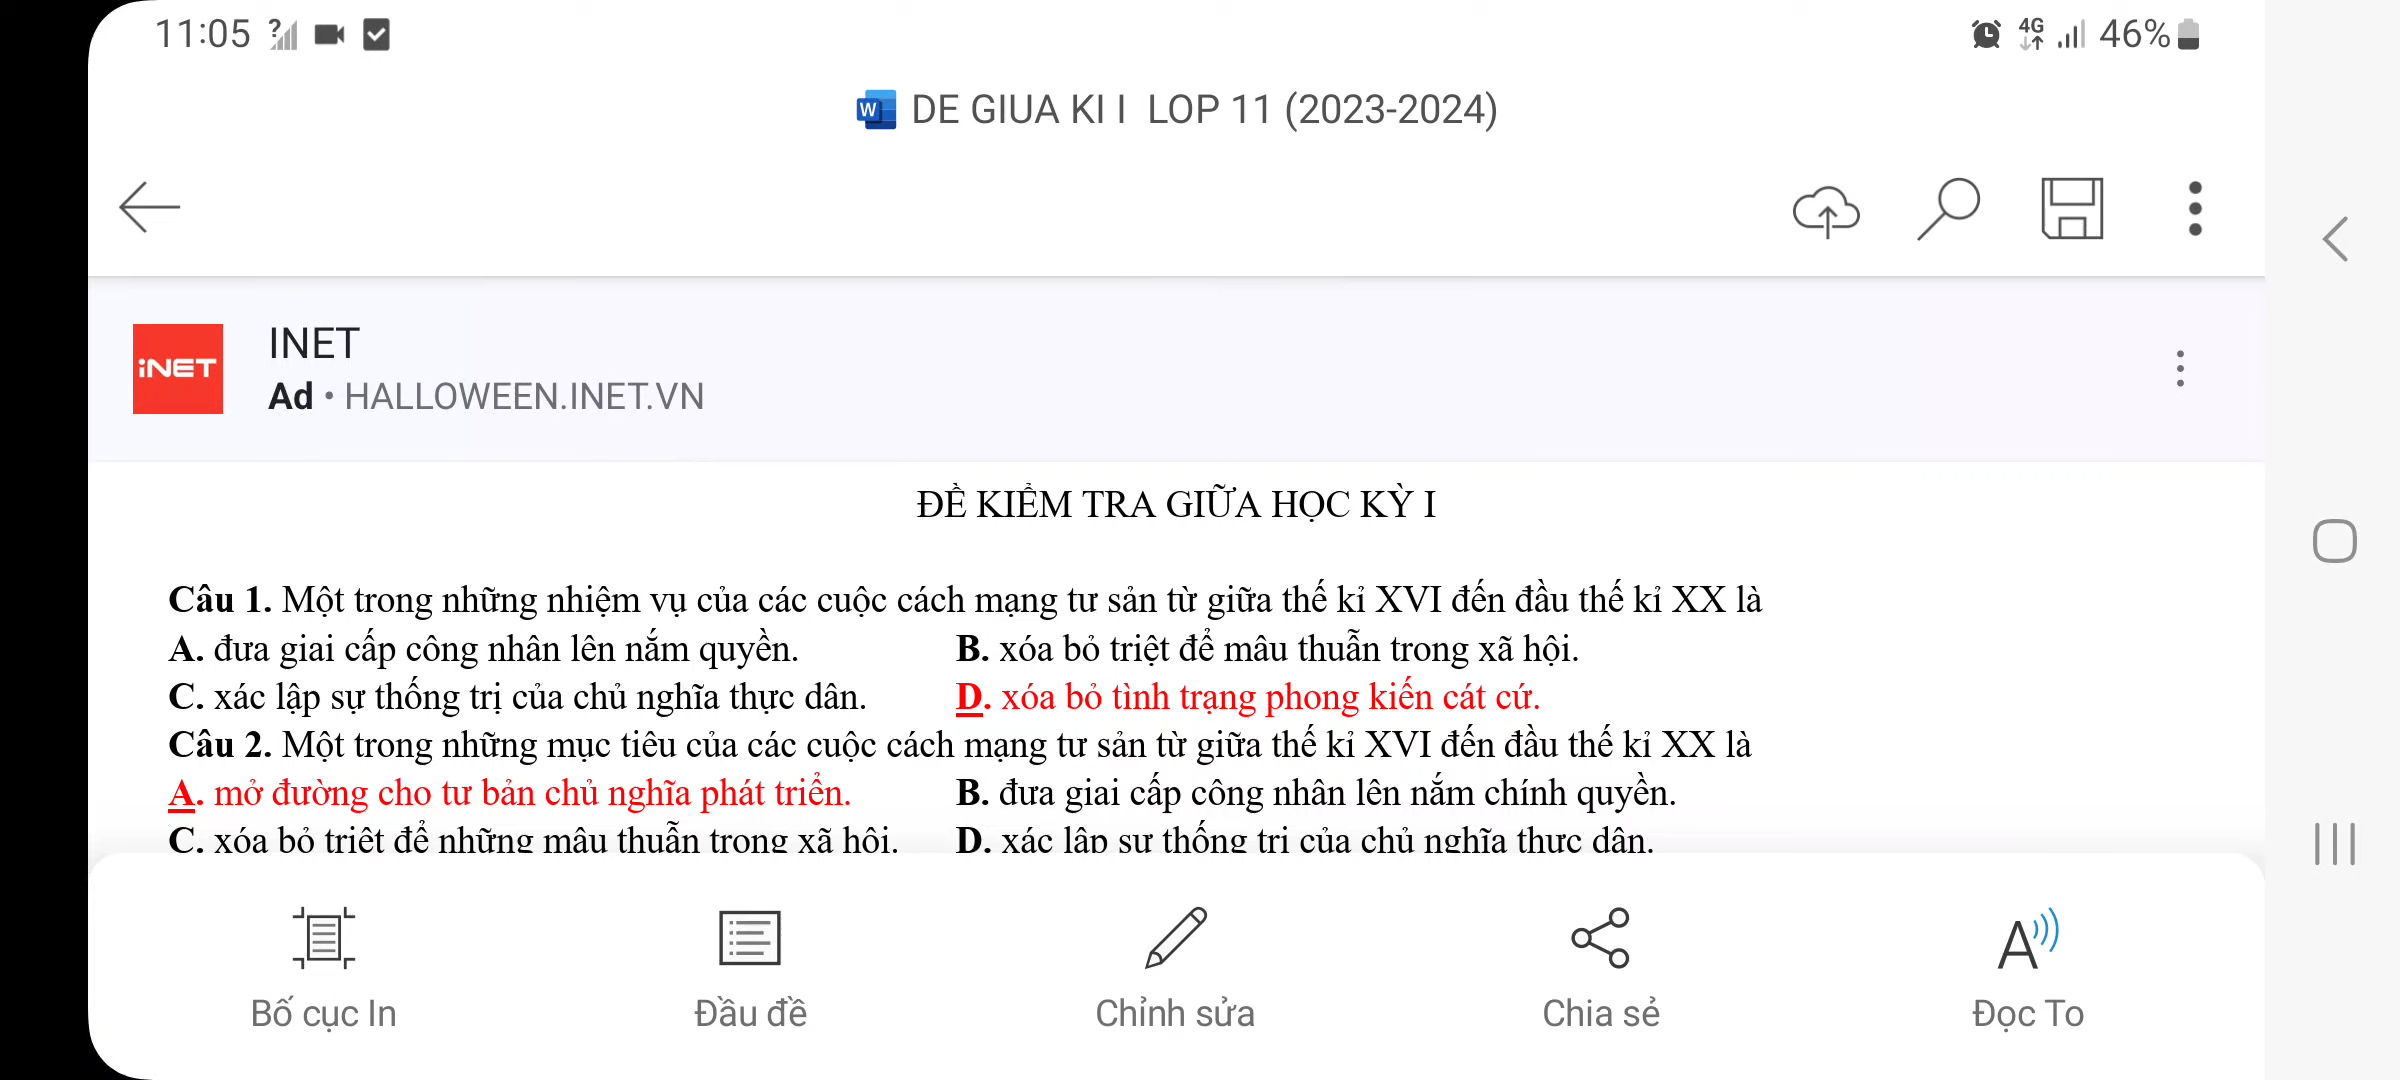 11:05
4G
46%
DE GIUA KI I  LOP 11 (2023-2024)
iNET
INET
Ad • HALLOWEEN.INET.VN
ĐỀ KIỂM TRA GIỮA HỌC KỲ I
Câu 1. Một trong những nhiệm vụ của các cuộc cách mạng tư sản từ giữa thế kỉ XVI đến đầu thế kỉ XX là
A. đưa giai cấp công nhân lên nắm quyền. B. xóa bỏ triệt để mâu thuẫn trong xã hội.
C. xác lập sự thống trị của chủ nghĩa thực dân. D. xóa bỏ tình trạng phong kiến cát cứ.
Câu 2. Một trong những mục tiêu của các cuộc cách mạng tư sản từ giữa thế kỉ XVI đến đầu thế kỉ XX là
A. mở đường cho tư bản chủ nghĩa phát triển. B. đưa giai cấp công nhân lên nắm chính quyền.
C. xóa bỏ triệt để những mâu thuẫn trong xã hội. D. xác lập sự thống trị của chủ nghĩa thực dân.
Bố cục In
Đầu đề
Chỉnh sửa
Chia sẻ
Đọc To